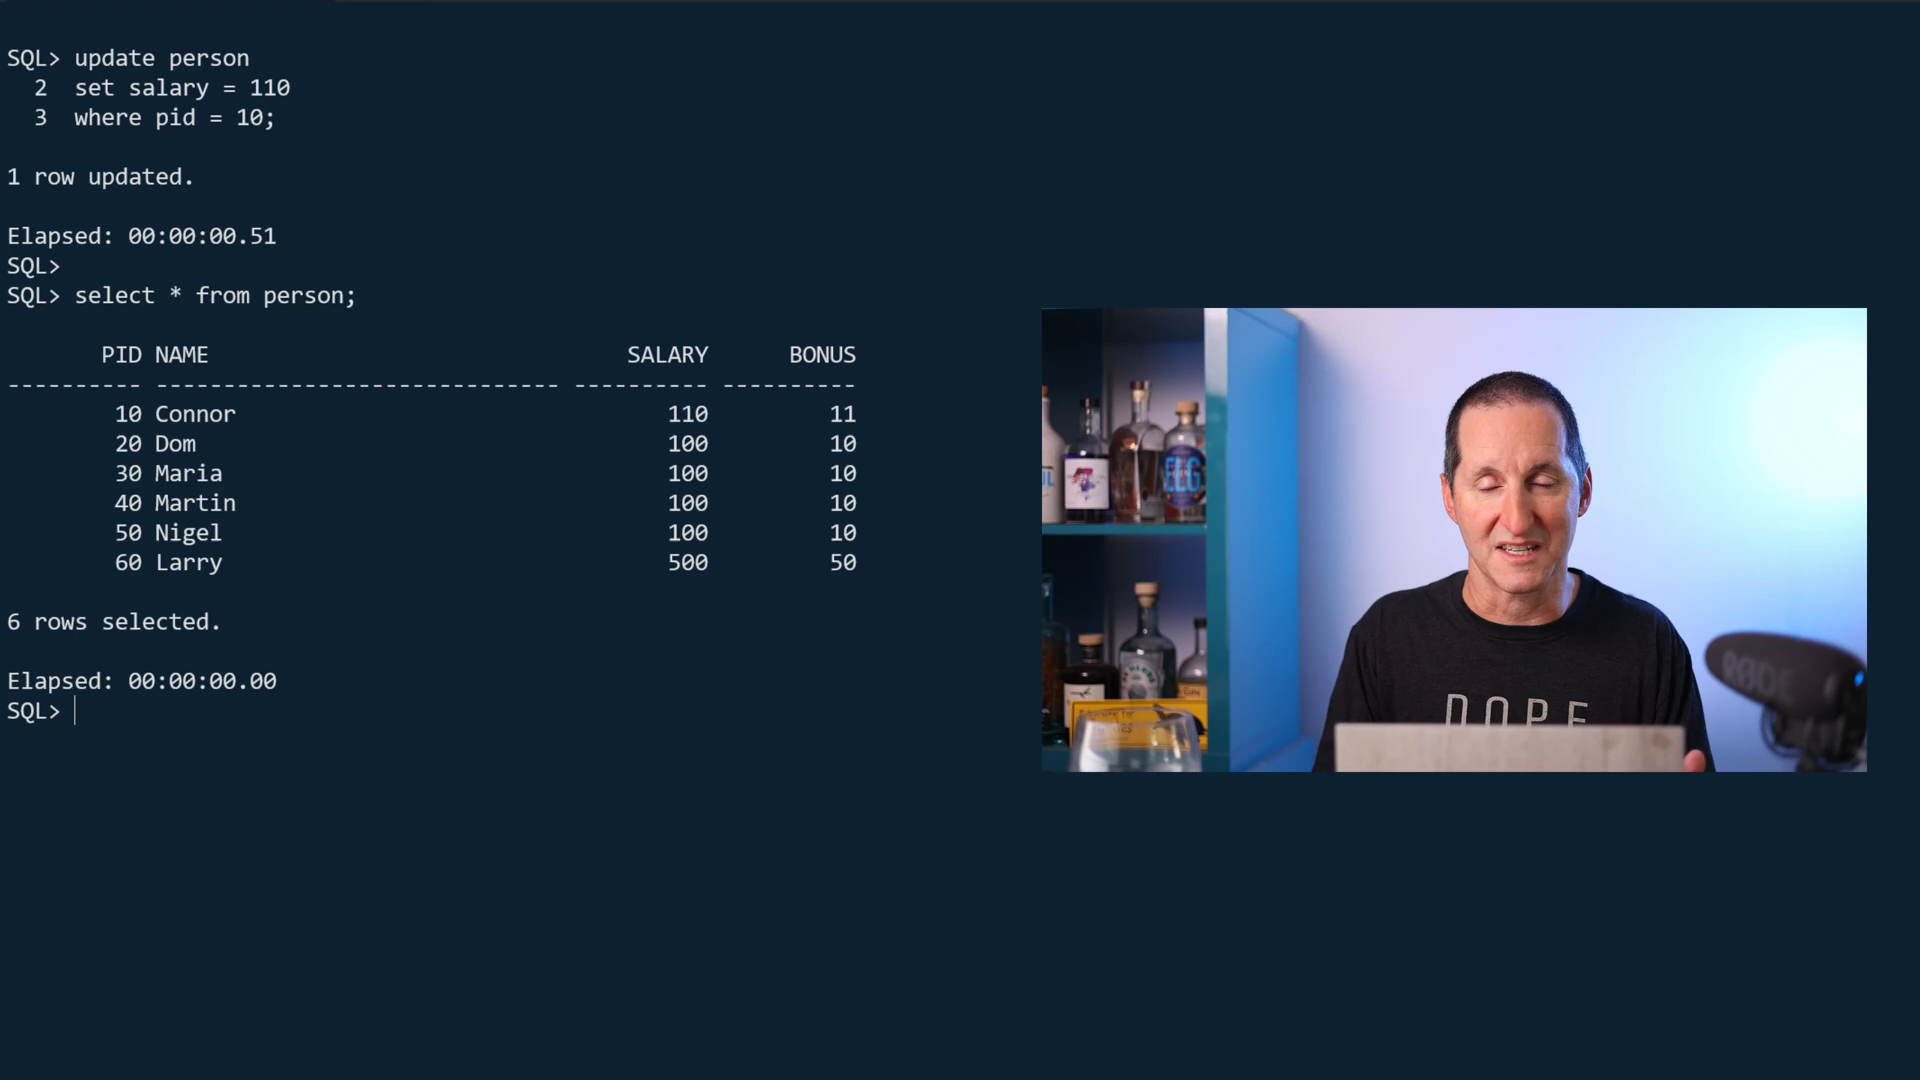 SQL> update person
  2  set salary = 110
  3  where pid = 10;
1 row updated.
Elapsed: 00:00:00.51
SQL>
SQL> select * from person;
PID NAME SALARY BONUS
---------- ------------------------------ ---------- ----------
10 Connor 110 11
20 Dom 100 10
30 Maria 100 10
40 Martin 100 10
50 Nigel 100 10
60 Larry 500 50
6 rows selected.
Elapsed: 00:00:00.00
SQL>
DOPE
RØDE